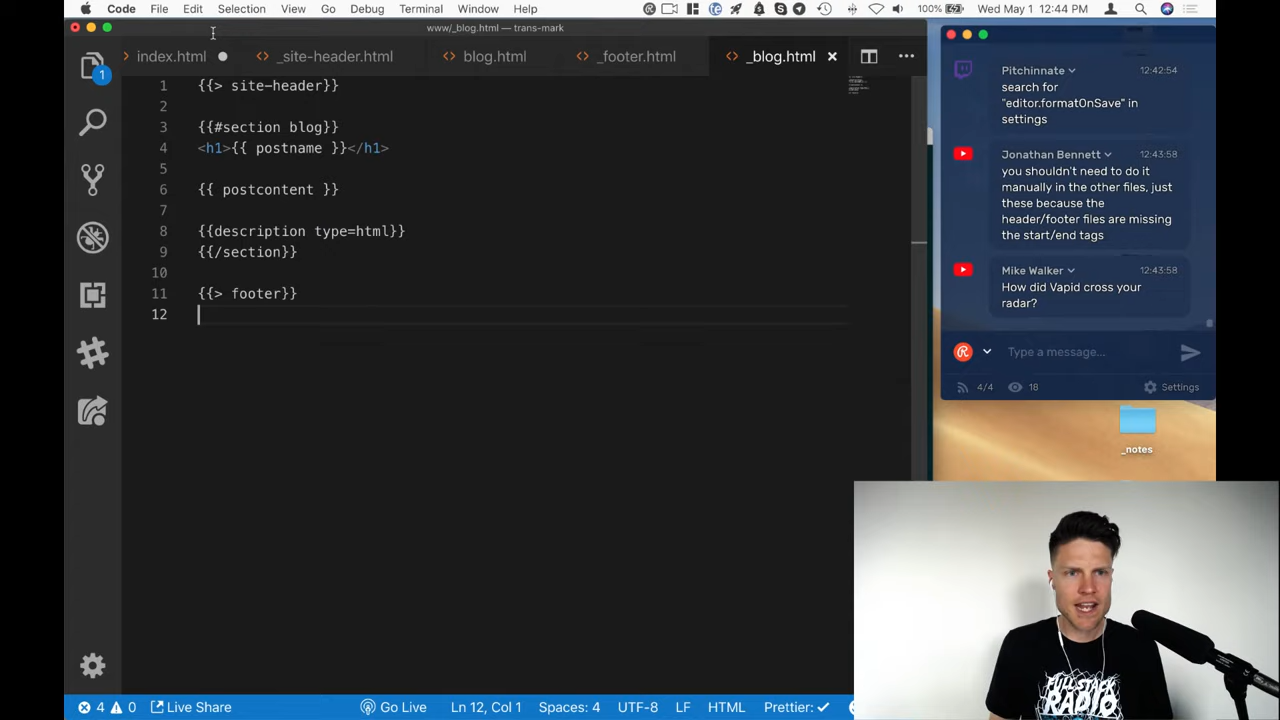 Code File Edit Selection View Go Debug Terminal Window Help
100% Wed May 1 12:44 PM
www/_blog.html — trans-mark
index.html _site-header.html blog.html _footer.html _blog.html
1
1 {{> site-header}}
2
3 {{#section blog}}
4 <h1>{{ postname }}</h1>
5
6 {{ postcontent }}
7
8 {{description type=html}}
9 {{/section}}
10
11 {{> footer}}
12
Pitchinnate 12:42:54
search for
"editor.formatOnSave" in
settings
Jonathan Bennett 12:43:58
you shouldn't need to do it
manually in the other files, just
these because the
header/footer files are missing
the start/end tags
Mike Walker 12:43:58
How did Vapid cross your
radar?
Type a message...
4/4 18 Settings
_notes
FULL STACK
RADIO
4 0 Live Share Go Live Ln 12, Col 1 Spaces: 4 UTF-8 LF HTML Prettier: ✓